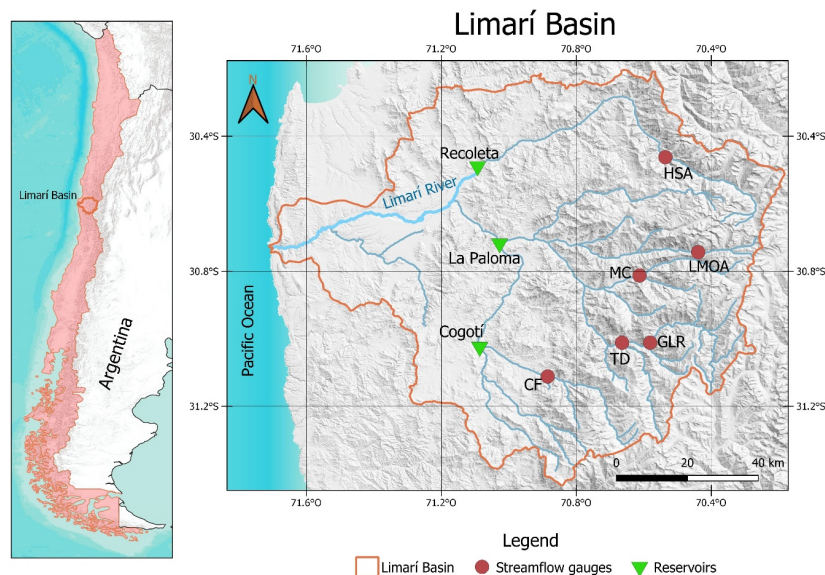 Limarí Basin
71.6°O
71.2°O
70.8°O
70.4°O
N
30.4°S
30.4°S
Recoleta
HSA
Limarí River
Limarí Basin
La Paloma
LMOA
MC
30.8°S
30.8°S
Pacific Ocean
Argentina
Cogotí
TD
GLR
CF
31.2°S
31.2°S
0
20
40 km
71.6°O
71.2°O
70.8°O
70.4°O
Legend
Limarí Basin
Streamflow gauges
Reservoirs